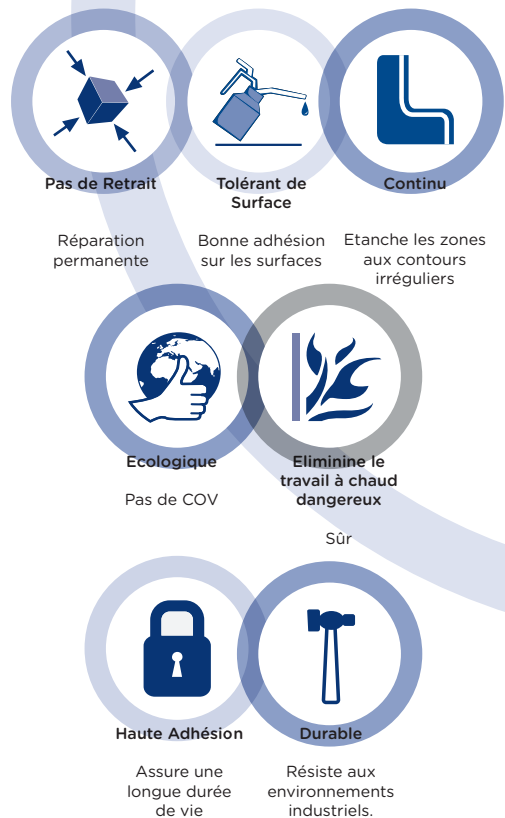 Pas de Retrait
Réparation
permanente
Tolérant de
Surface
Bonne adhésion
sur les surfaces
Continu
Etanche les zones
aux contours
irréguliers
Ecologique
Pas de COV
Eliminine le
travail à chaud
dangereux
Sûr
Haute Adhésion
Assure une
longue durée
de vie
Durable
Résiste aux
environnements
industriels.